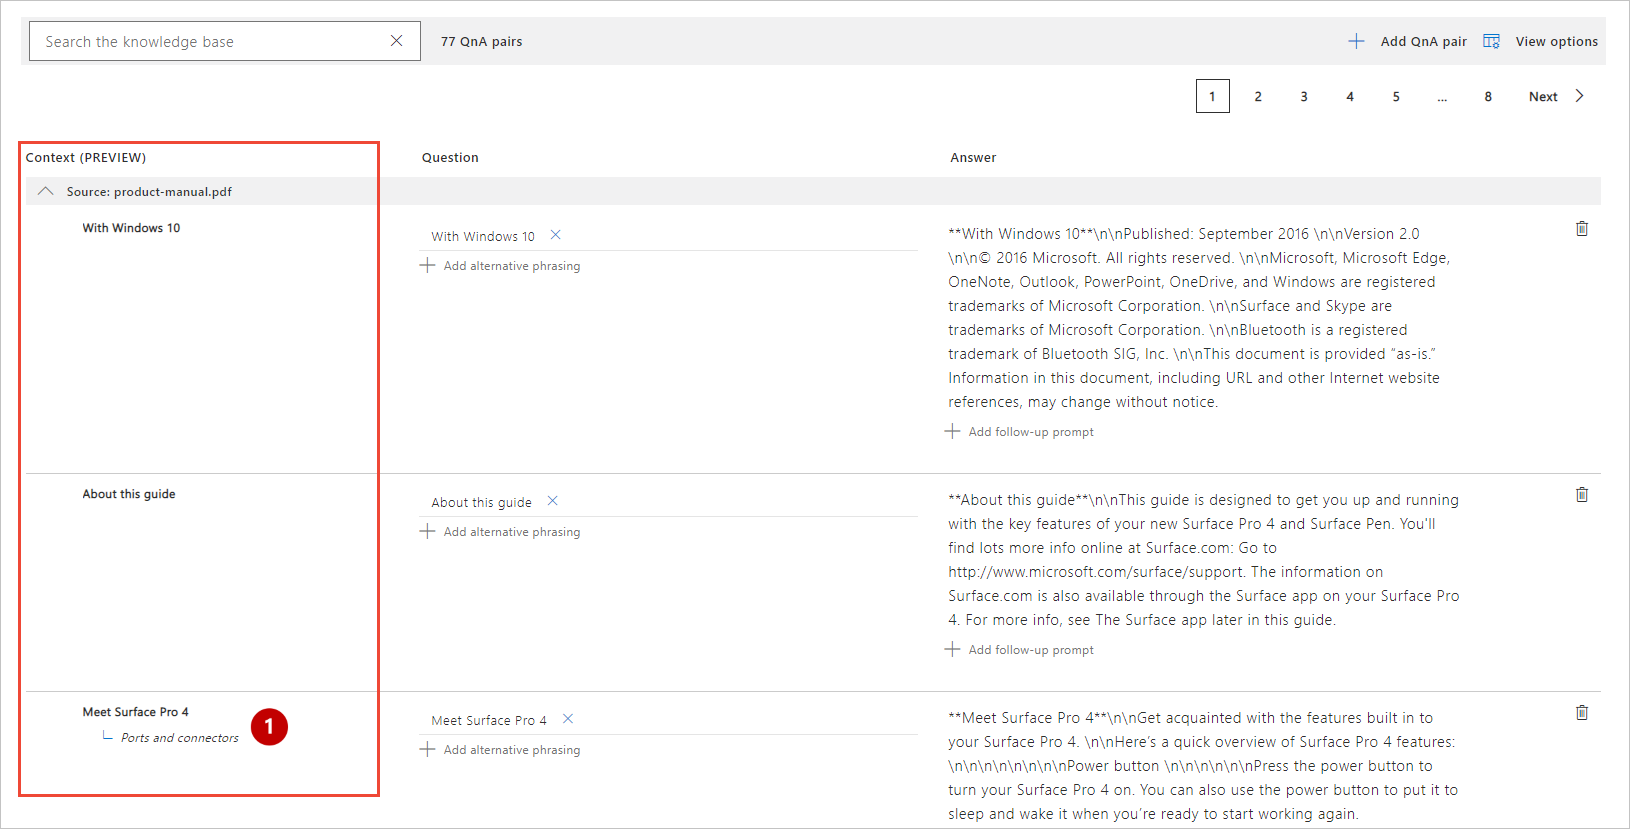 Search the knowledge base
77 QnA pairs
Add QnA pair
View options
1 2 3 4 5 ... 8 Next
Context (PREVIEW)
Question
Answer
Source: product-manual.pdf
With Windows 10
With Windows 10
Add alternative phrasing
**With Windows 10**\n\nPublished: September 2016 \n\nVersion 2.0
\n\n© 2016 Microsoft. All rights reserved. \n\nMicrosoft, Microsoft Edge,
OneNote, Outlook, PowerPoint, OneDrive, and Windows are registered
trademarks of Microsoft Corporation. \n\nSurface and Skype are
trademarks of Microsoft Corporation. \n\nBluetooth is a registered
trademark of Bluetooth SIG, Inc. \n\nThis document is provided “as-is.”
Information in this document, including URL and other Internet website
references, may change without notice.
Add follow-up prompt
About this guide
About this guide
Add alternative phrasing
**About this guide**\n\nThis guide is designed to get you up and running
with the key features of your new Surface Pro 4 and Surface Pen. You'll
find lots more info online at Surface.com: Go to
http://www.microsoft.com/surface/support. The information on
Surface.com is also available through the Surface app on your Surface Pro
4. For more info, see The Surface app later in this guide.
Add follow-up prompt
Meet Surface Pro 4
Ports and connectors
1
Meet Surface Pro 4
Add alternative phrasing
**Meet Surface Pro 4**\n\nGet acquainted with the features built in to
your Surface Pro 4. \n\nHere’s a quick overview of Surface Pro 4 features:
\n\n\n\n\n\n\n\nPower button \n\n\n\n\n\nPress the power button to
turn your Surface Pro 4 on. You can also use the power button to put it to
sleep and wake it when you’re ready to start working again.